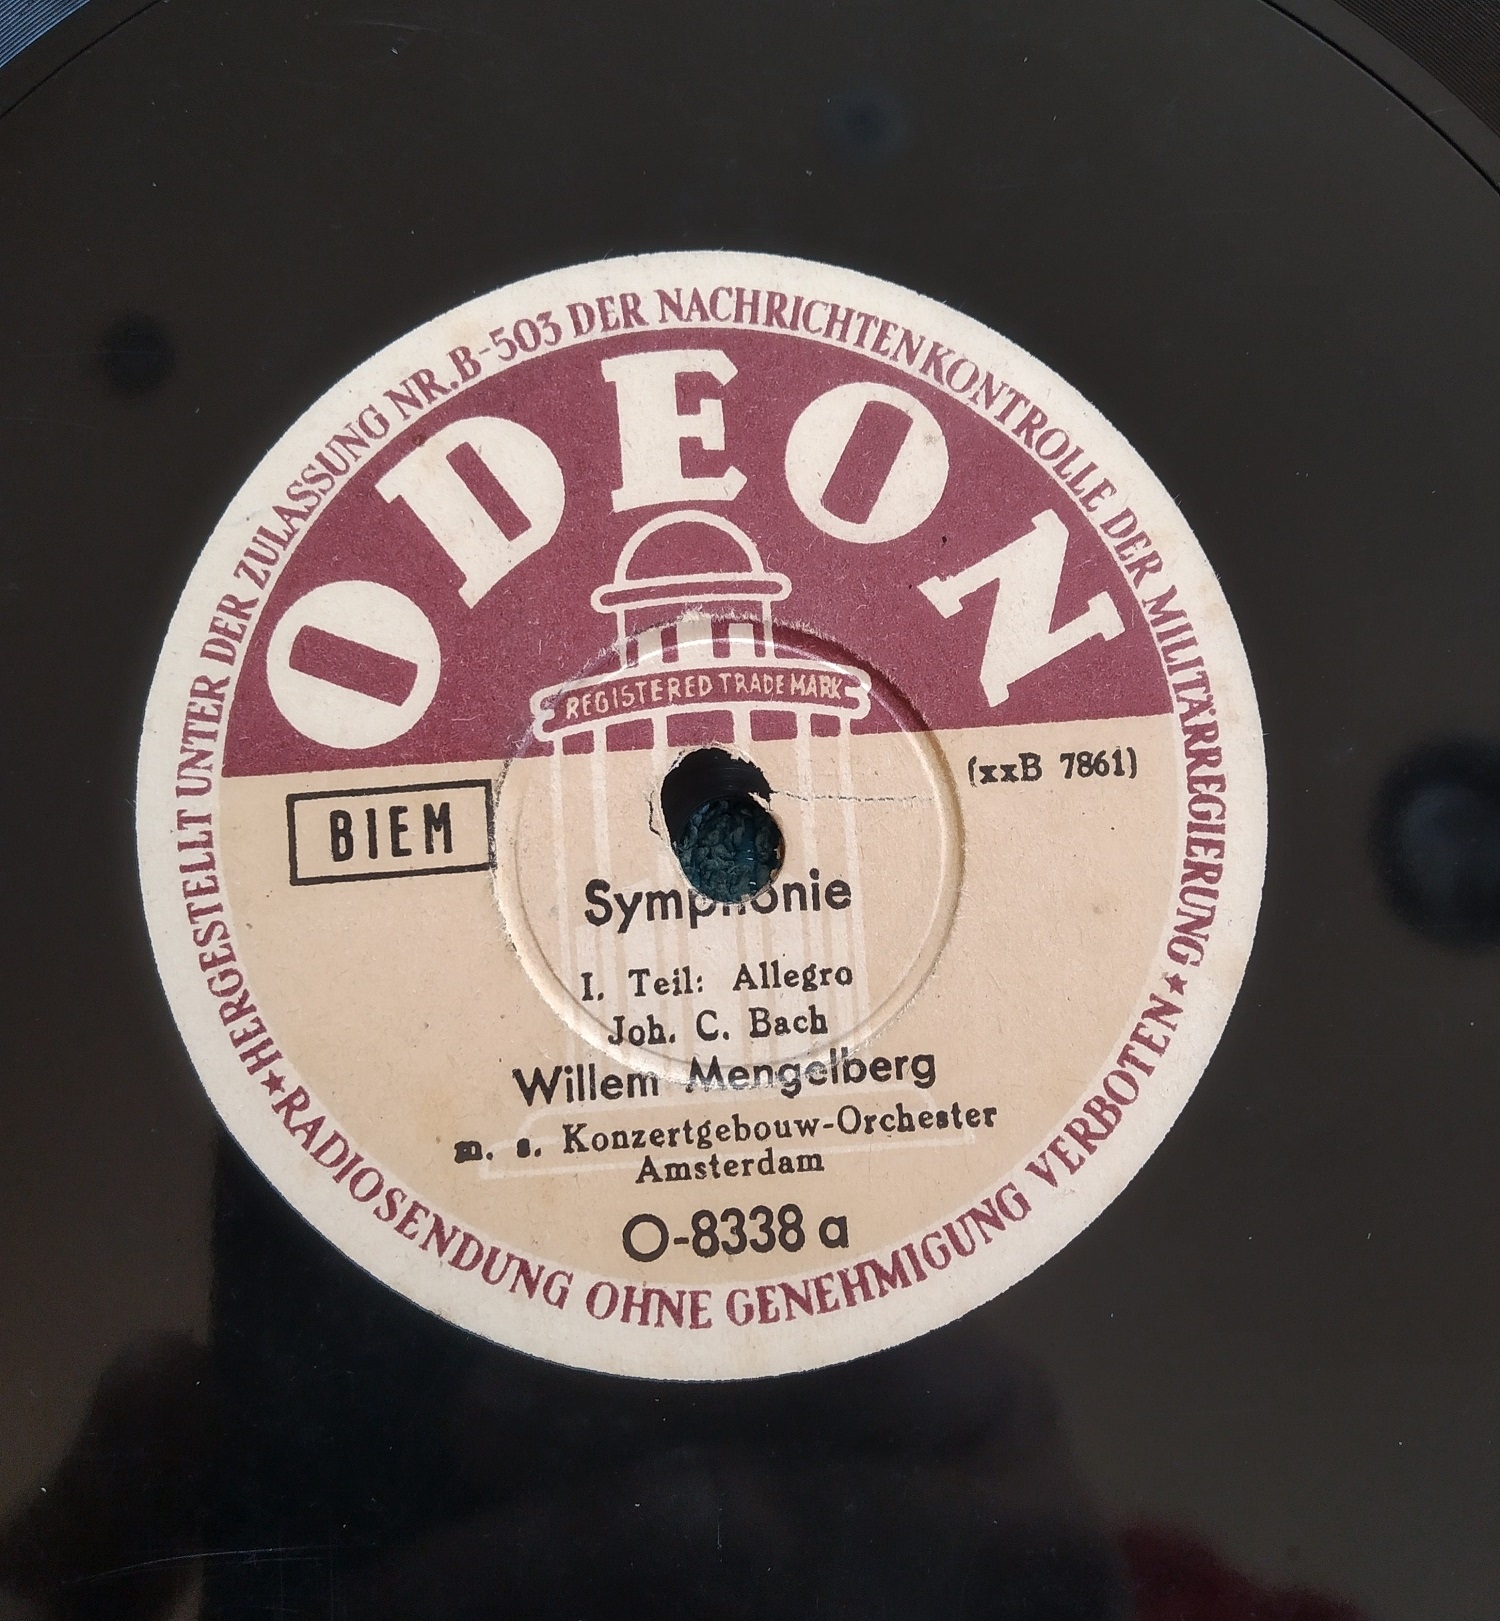 HERGESTELLT UNTER DER ZULASSUNG NR. B-503 DER NACHRICHTENKONTROLLE DER MILITÄRREGIERUNG ★
ODEON
REGISTERED TRADE MARK
BIEM
(xxB 7861)
Symphonie
I. Teil: Allegro
Joh. C. Bach
Willem Mengelberg
m. s. Konzertgebouw-Orchester
Amsterdam
O-8338 a
★ RADIOSENDUNG OHNE GENEHMIGUNG VERBOTEN